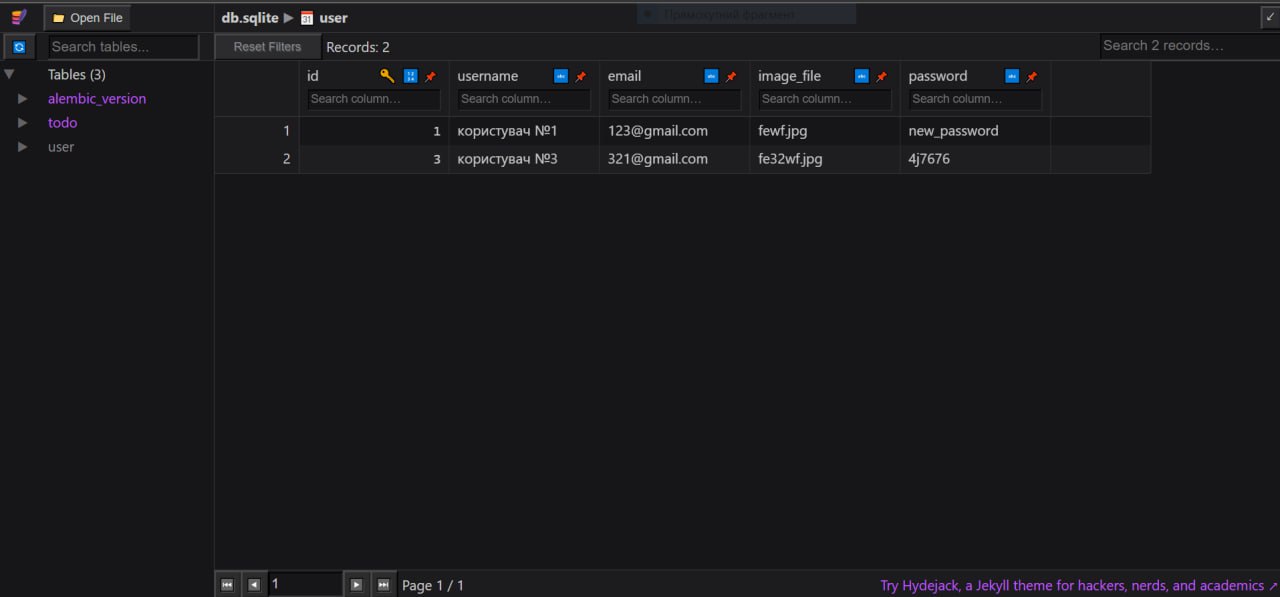 Open File db.sqlite user Прямокутний фрагмент
Search tables... Reset Filters Records: 2 Search 2 records…
Tables (3) id username email image_file password
Search column… Search column… Search column… Search column… Search column…
alembic_version
todo 1 1 користувач №1 123@gmail.com fewf.jpg new_password
user 2 3 користувач №3 321@gmail.com fe32wf.jpg 4j7676
1 Page 1 / 1 Try Hydejack, a Jekyll theme for hackers, nerds, and academics ↗